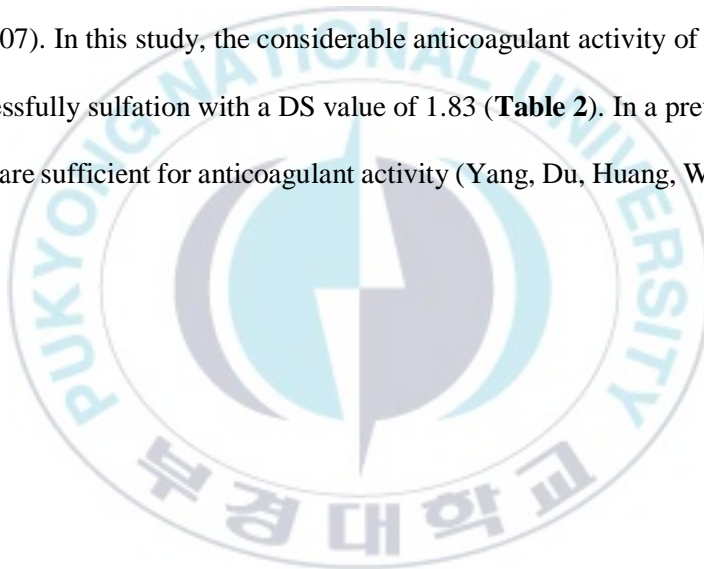 07). In this study, the considerable anticoagulant activity of
essfully sulfation with a DS value of 1.83 (Table 2). In a pre
are sufficient for anticoagulant activity (Yang, Du, Huang, W
PUKYONG NATIONAL UNIVERSITY
부경대학교